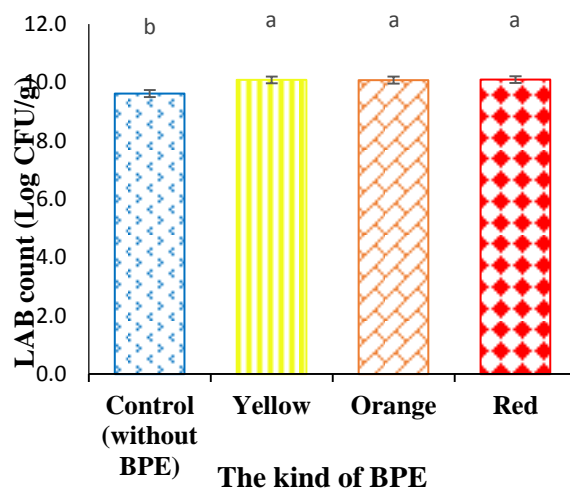 LAB count (Log CFU/g)
12.0
10.0
8.0
6.0
4.0
2.0
0.0
b a a a
Control Yellow Orange Red
(without
BPE)
The kind of BPE